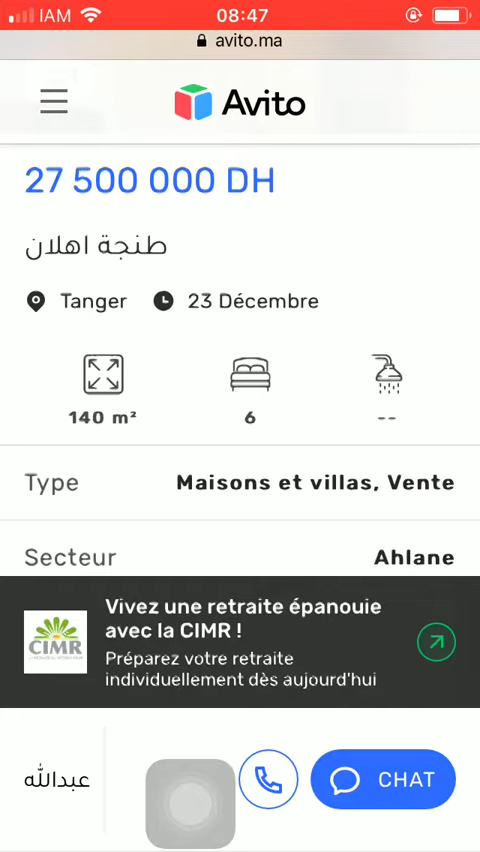 IAM 08:47
avito.ma
Avito
27 500 000 DH
طنجة اهلان
Tanger 23 Décembre
140 m² 6 --
Type Maisons et villas, Vente
Secteur Ahlane
Vivez une retraite épanouie
avec la CIMR !
CIMR
Préparez votre retraite
individuellement dès aujourd'hui
عبدالله CHAT